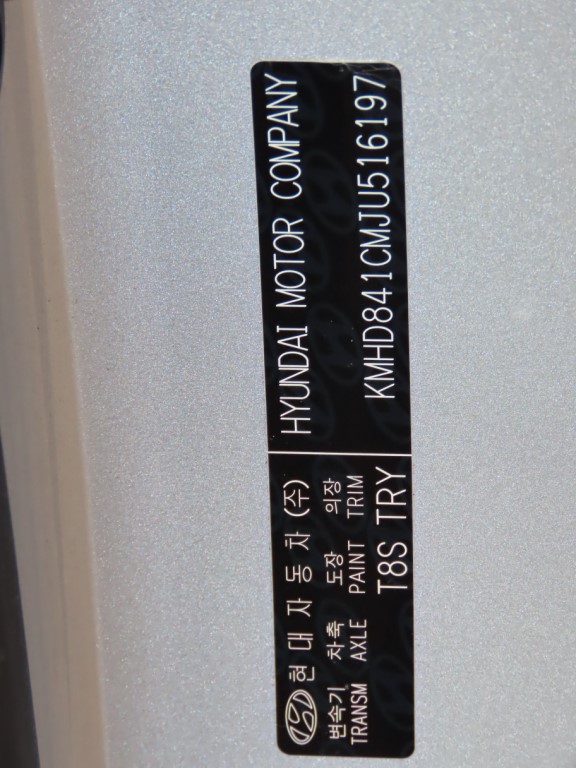 현대자동차(주)
변속기 차축 도장 의장
TRANSM AXLE PAINT TRIM
T8S TRY
HYUNDAI MOTOR COMPANY
KMHD841CMJU516197